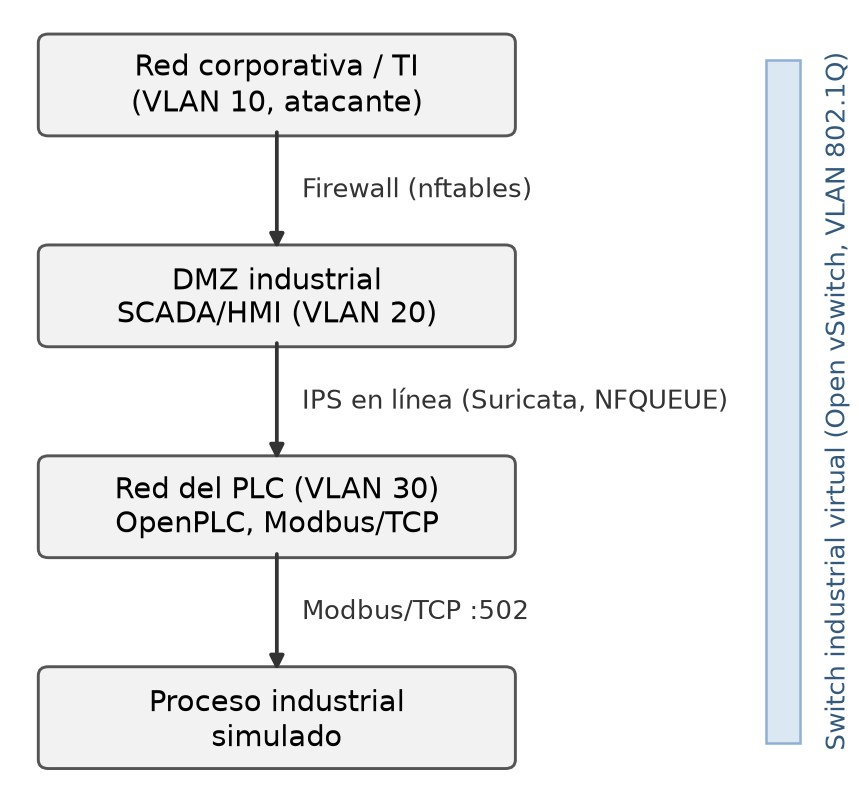 Red corporativa / TI
(VLAN 10, atacante)
Firewall (nftables)
DMZ industrial
SCADA/HMI (VLAN 20)
IPS en línea (Suricata, NFQUEUE)
Red del PLC (VLAN 30)
OpenPLC, Modbus/TCP
Modbus/TCP :502
Proceso industrial
simulado
Switch industrial virtual (Open vSwitch, VLAN 802.1Q)